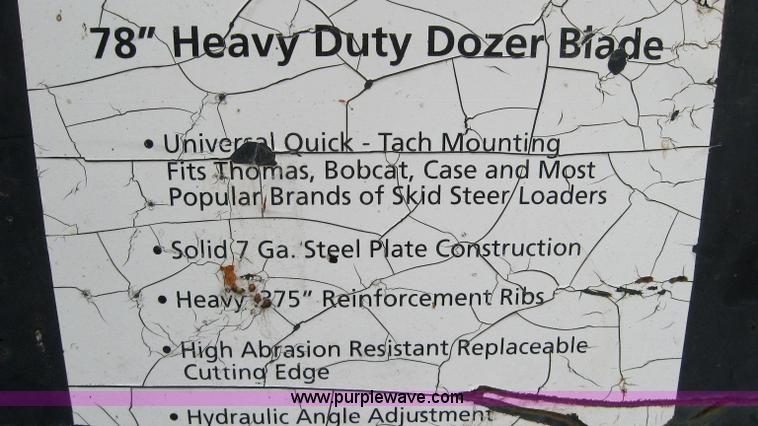 78” Heavy Duty Dozer Blade
• Universal Quick - Tach Mounting
Fits Thomas, Bobcat, Case and Most
Popular Brands of Skid Steer Loaders
• Solid 7 Ga. Steel Plate Construction
• Heavy .375” Reinforcement Ribs
• High Abrasion Resistant Replaceable
Cutting Edge
www.purplewave.com
• Hydraulic Angle Adjustment